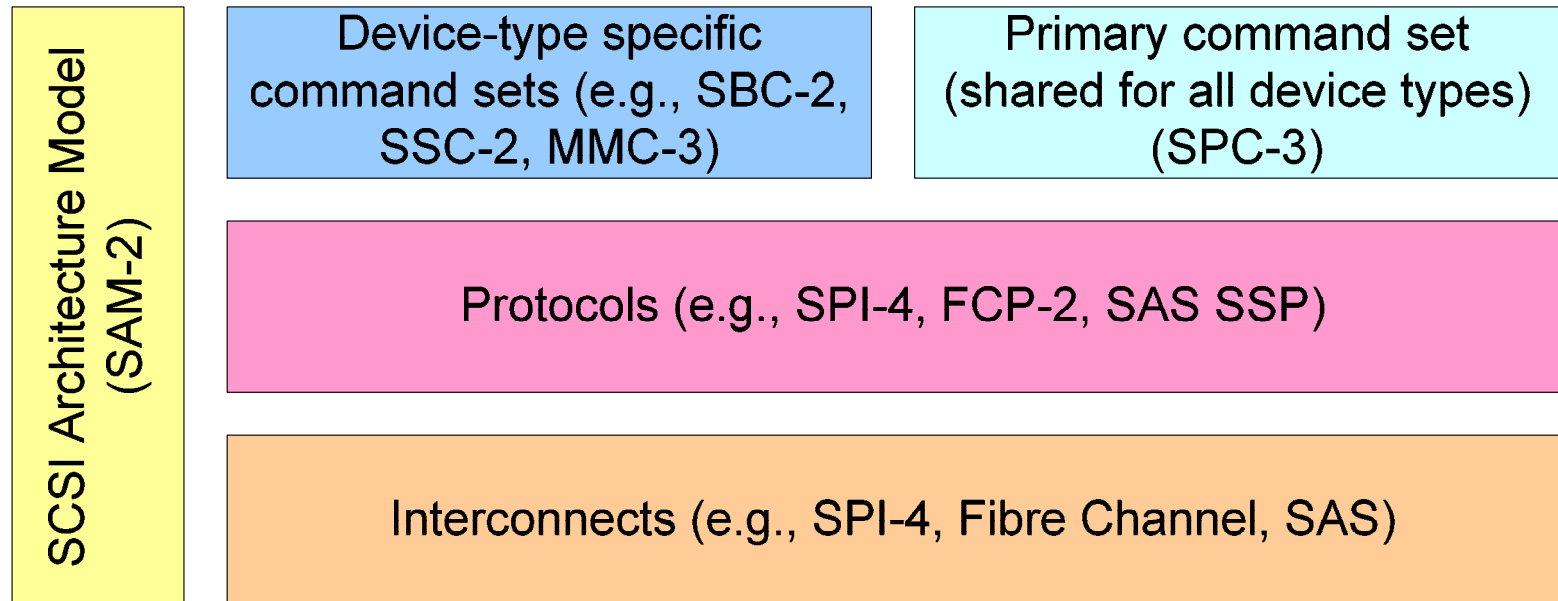 SCSI Architecture Model
(SAM-2)
Device-type specific
command sets (e.g., SBC-2,
SSC-2, MMC-3)
Primary command set
(shared for all device types)
(SPC-3)
Protocols (e.g., SPI-4, FCP-2, SAS SSP)
Interconnects (e.g., SPI-4, Fibre Channel, SAS)